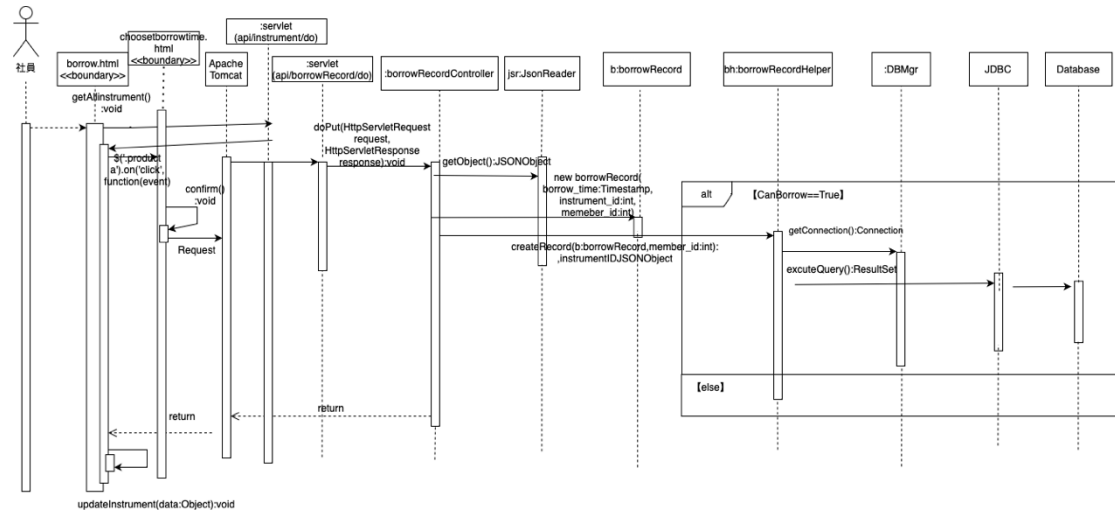 :servlet
(api/instrument/do)
choosetborrowtime.
html
<<boundary>>
borrow.html
<<boundary>>
Apache
Tomcat
:servlet
(api/borrowRecord/do)
:borrowRecordController
jsr:JsonReader
b:borrowRecord
bh:borrowRecordHelper
:DBMgr
JDBC
Database
社員
getAllInstrument()
:void
doPut(HttpServletRequest
request,
HttpServletResponse
response):void
$('.product
a').on('click',
function(event)
getObject():JSONObject
new borrowRecord(
borrow_time:Timestamp,
instrument_id:int,
memeber_id:int)
alt
【CanBorrow==True】
confirm()
:void
Request
getConnection():Connection
createRecord(b:borrowRecord,member_id:int):
,instrumentIDJSONObject
excuteQuery():ResultSet
【else】
return
return
updateInstrument(data:Object):void